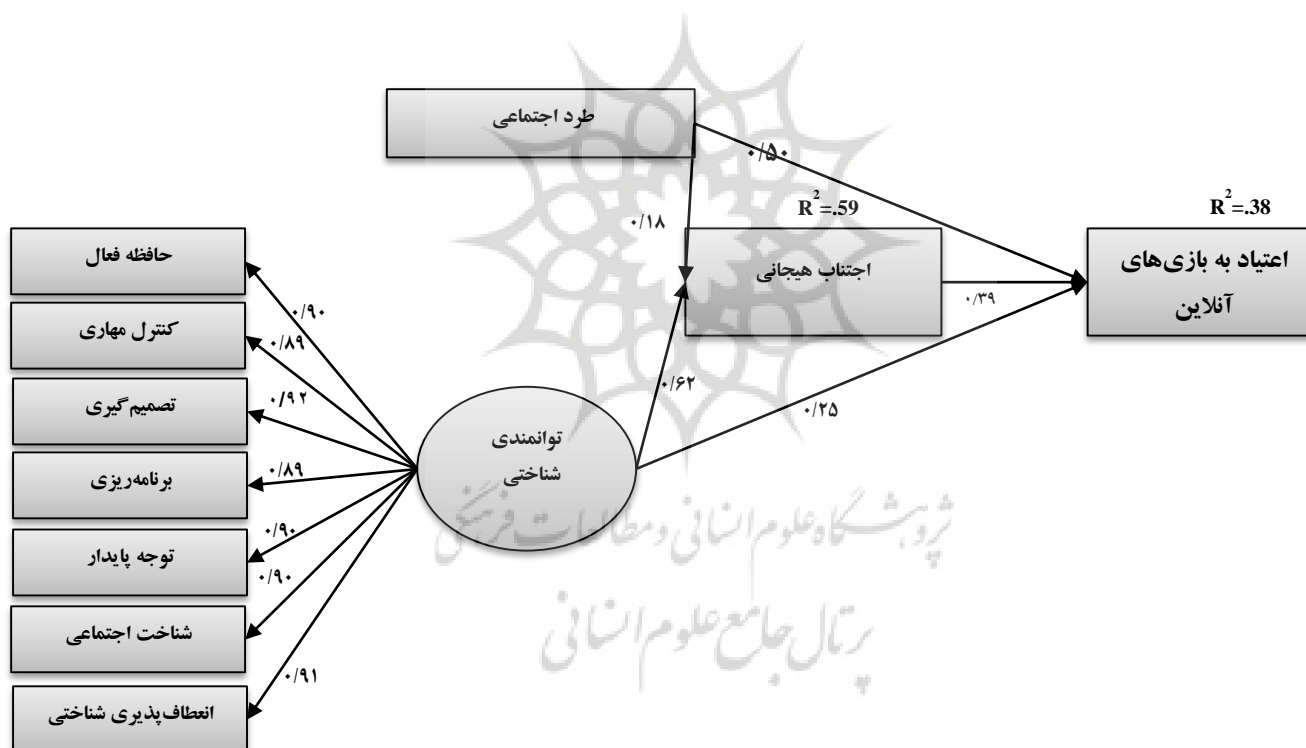 طرد اجتماعی
۰/۵۰
R²=.59
R²=.38
۰/۱۸
اجتناب هیجانی
اعتیاد به بازی‌های
آنلاین
۰/۳۹
حافظه فعال
۰/۹۰
کنترل مهاری
۰/۸۹
تصمیم‌گیری
۰/۹۲
۰/۶۲
۰/۲۵
توانمندی
شناختی
برنامه‌ریزی
۰/۸۹
توجه پایدار
۰/۹۰
شناخت اجتماعی
۰/۹۰
انعطاف‌پذیری شناختی
۰/۹۱
پژوهشگاه علوم انسانی و مطالعات فرهنگی
پرتال جامع علوم انسانی